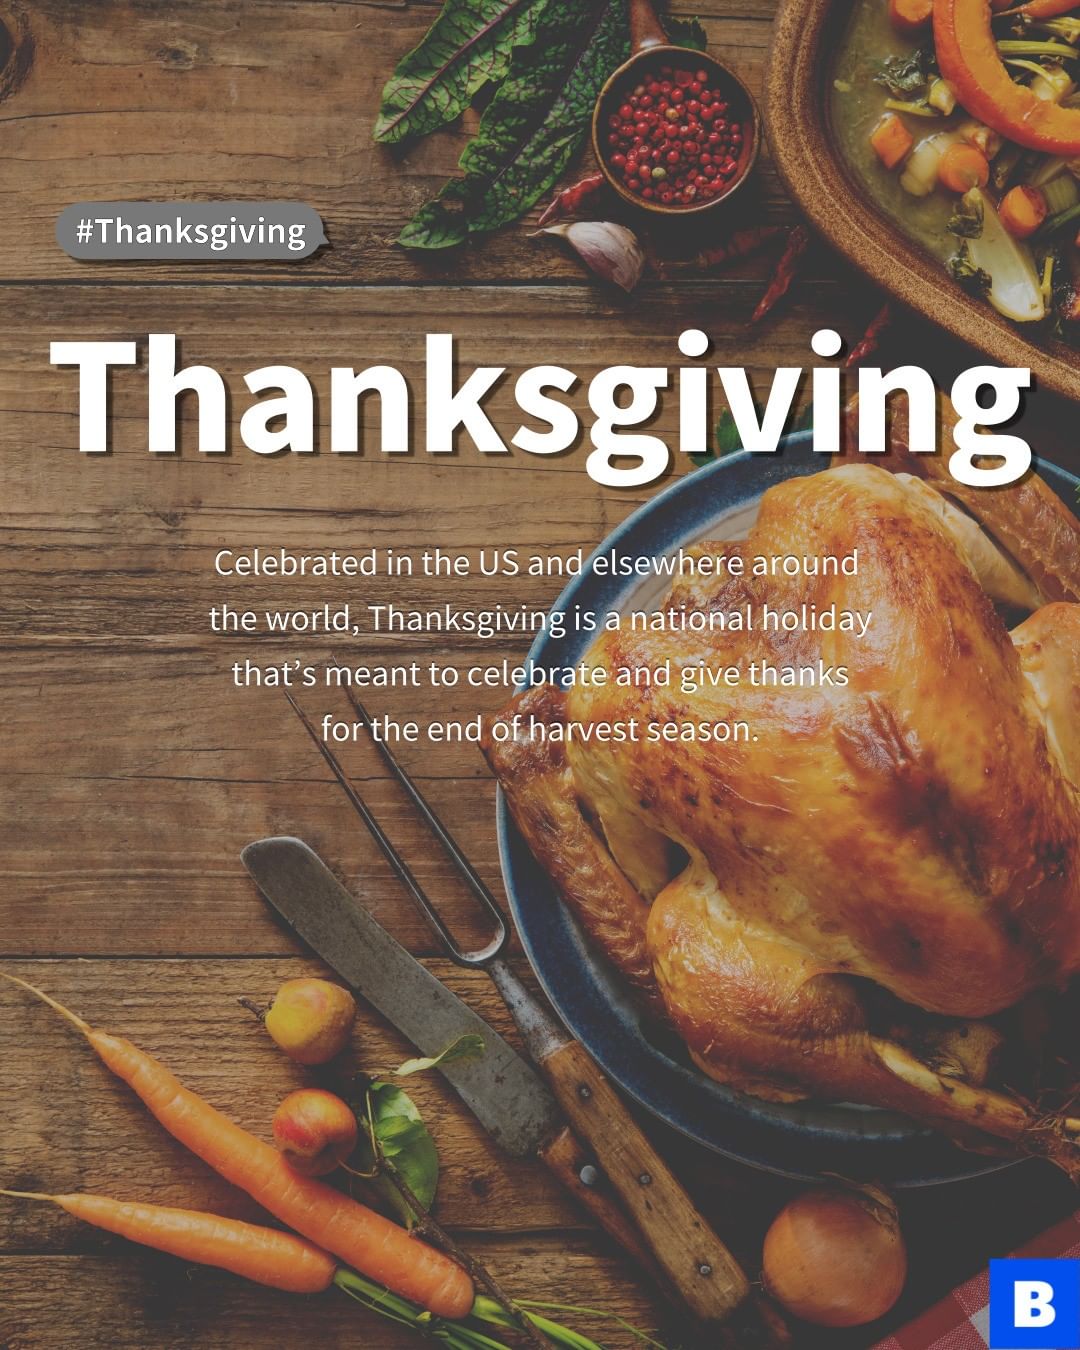 #Thanksgiving
Thanksgiving
Celebrated in the US and elsewhere around
the world, Thanksgiving is a national holiday
that’s meant to celebrate and give thanks
for the end of harvest season.
B